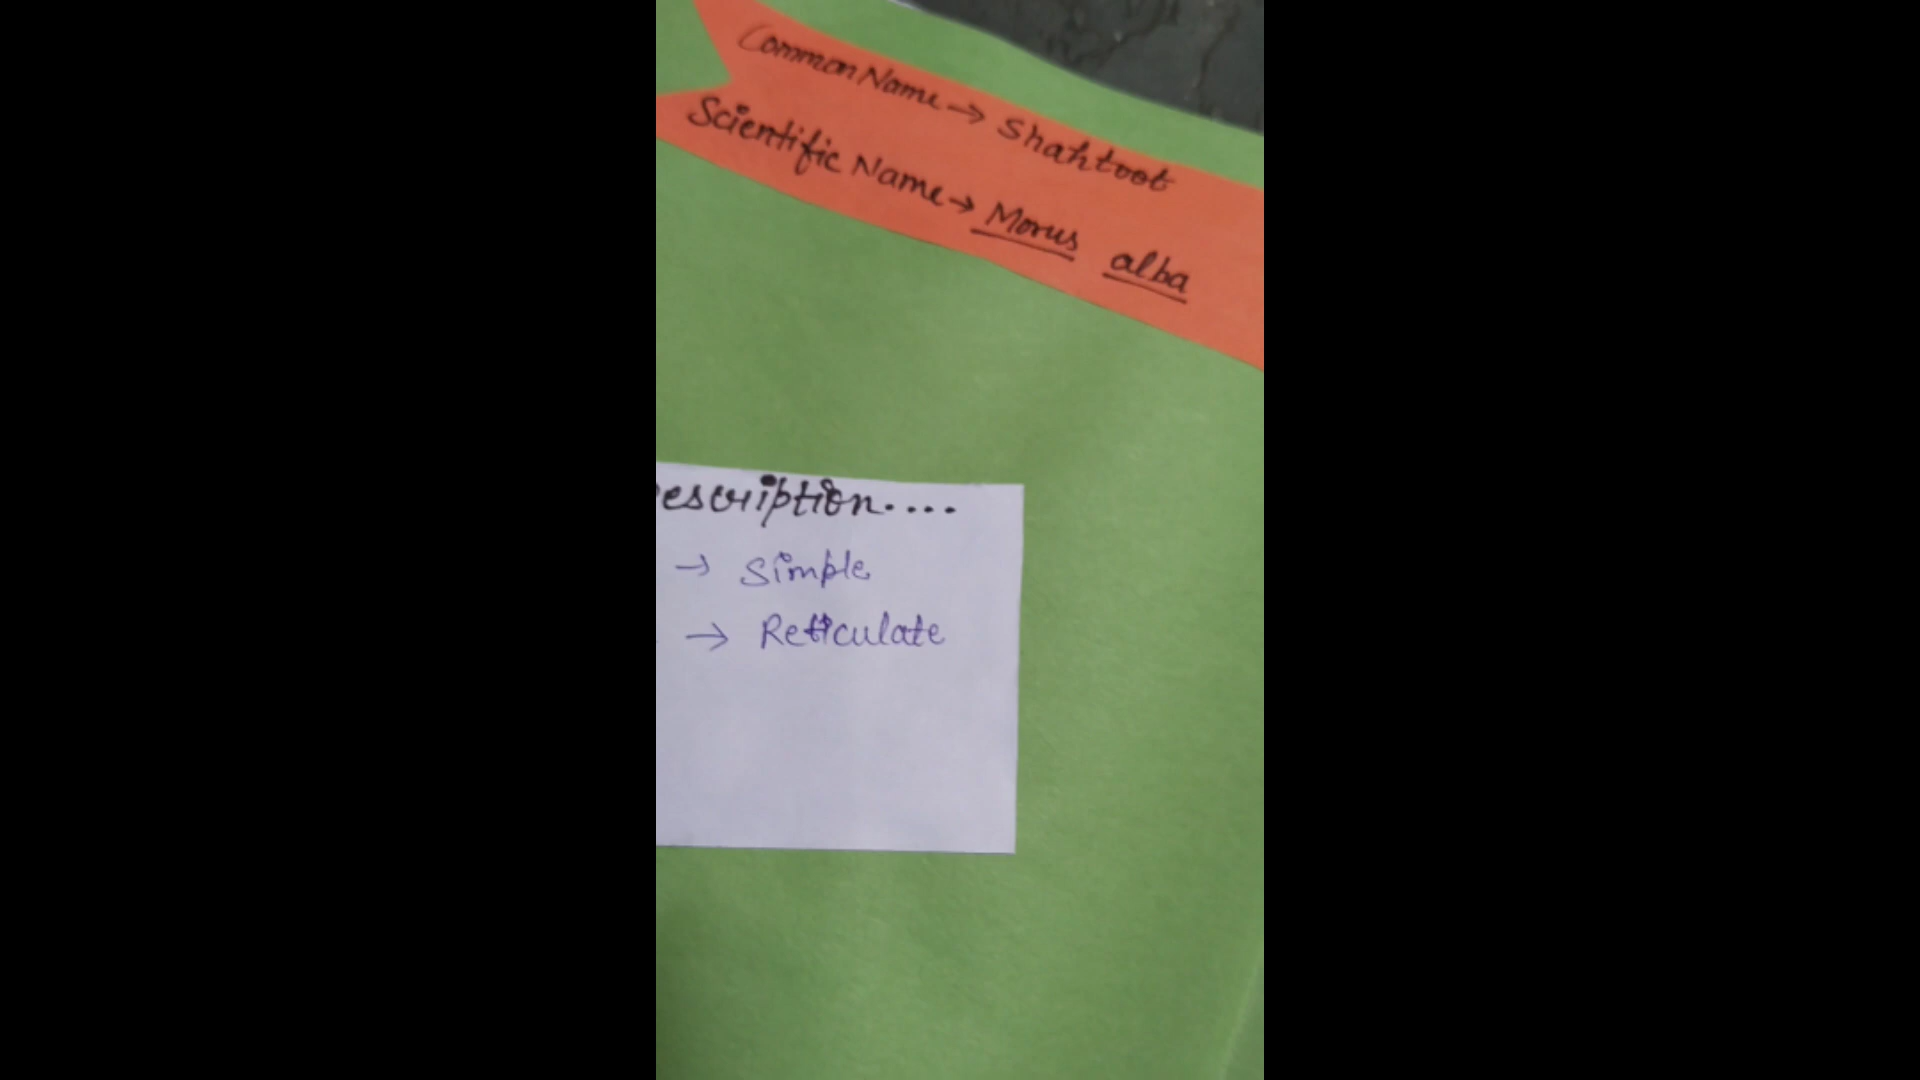 Common Name → Shahtoot
Scientific Name → Morus alba
escription....
→ Simple
→ Reticulate